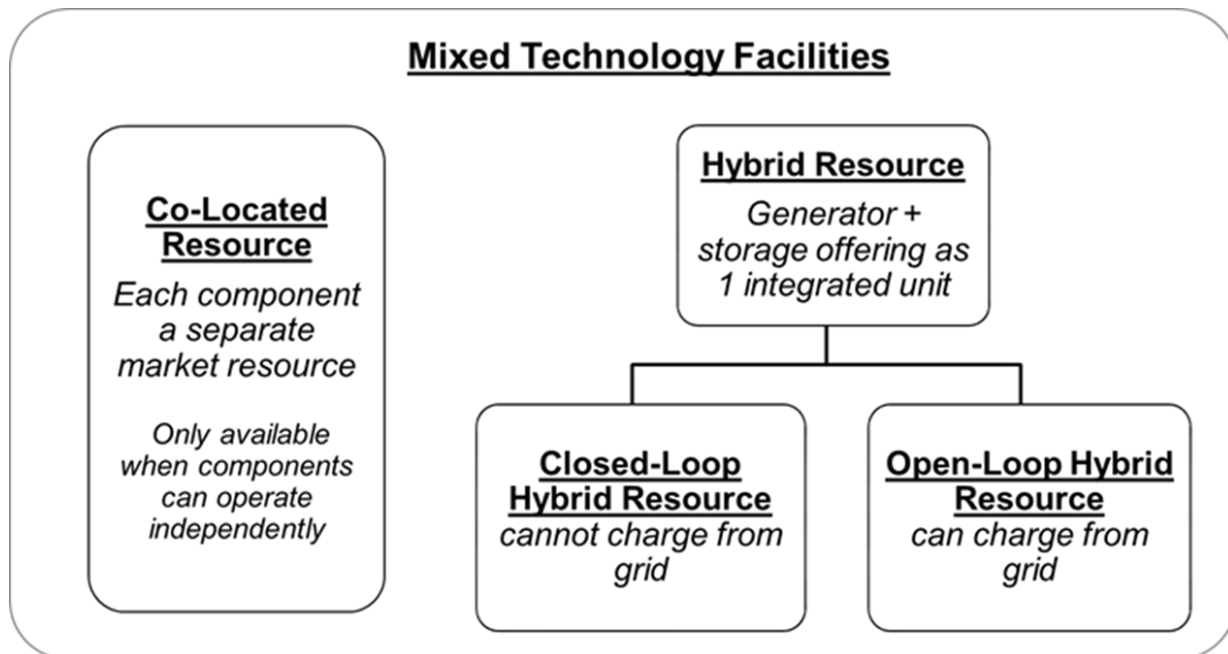 Mixed Technology Facilities
Co-Located
Resource
Each component
a separate
market resource
Only available
when components
can operate
independently
Hybrid Resource
Generator +
storage offering as
1 integrated unit
Closed-Loop
Hybrid Resource
cannot charge from
grid
Open-Loop Hybrid
Resource
can charge from
grid